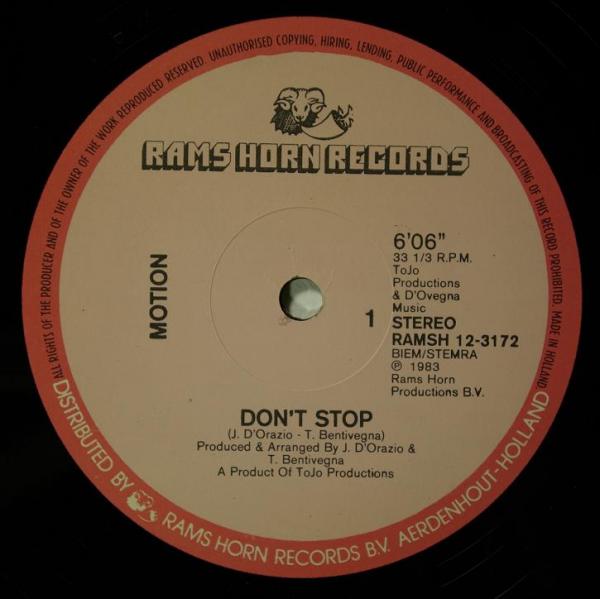 ALL RIGHTS OF THE PRODUCER AND OF THE OWNER OF THE WORK REPRODUCED RESERVED. UNAUTHORISED COPYING, HIRING, LENDING, PUBLIC PERFORMANCE AND BROADCASTING OF THIS RECORD PROHIBITED. MADE IN HOLLAND
RAMS HORN RECORDS
MOTION
6'06"
33 1/3 R.P.M.
ToJo
Productions
& D'Ovegna
Music
1
STEREO
RAMSH 12-3172
BIEM/STEMRA
℗ 1983
Rams Horn
Productions B.V.
DON'T STOP
(J. D'Orazio - T. Bentivegna)
Produced & Arranged By J. D'Orazio &
T. Bentivegna
A Product Of ToJo Productions
DISTRIBUTED BY RAMS HORN RECORDS B.V. AERDENHOUT-HOLLAND